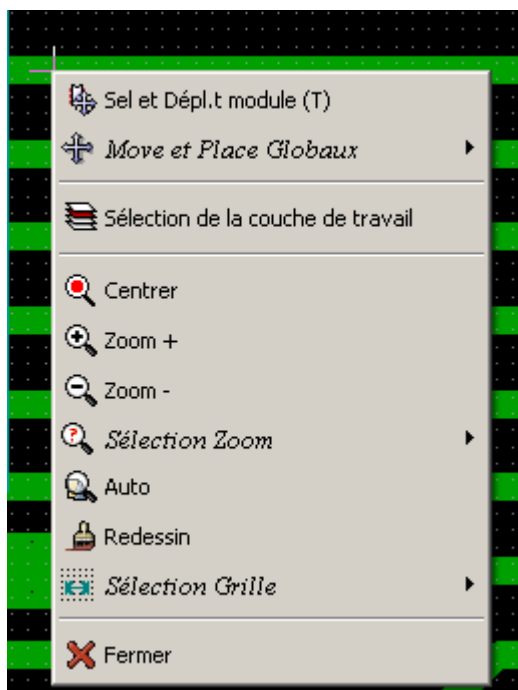 Sel et Dépl.t module (T)
Move et Place Globaux
Sélection de la couche de travail
Centrer
Zoom +
Zoom -
Sélection Zoom
Auto
Redessin
Sélection Grille
Fermer